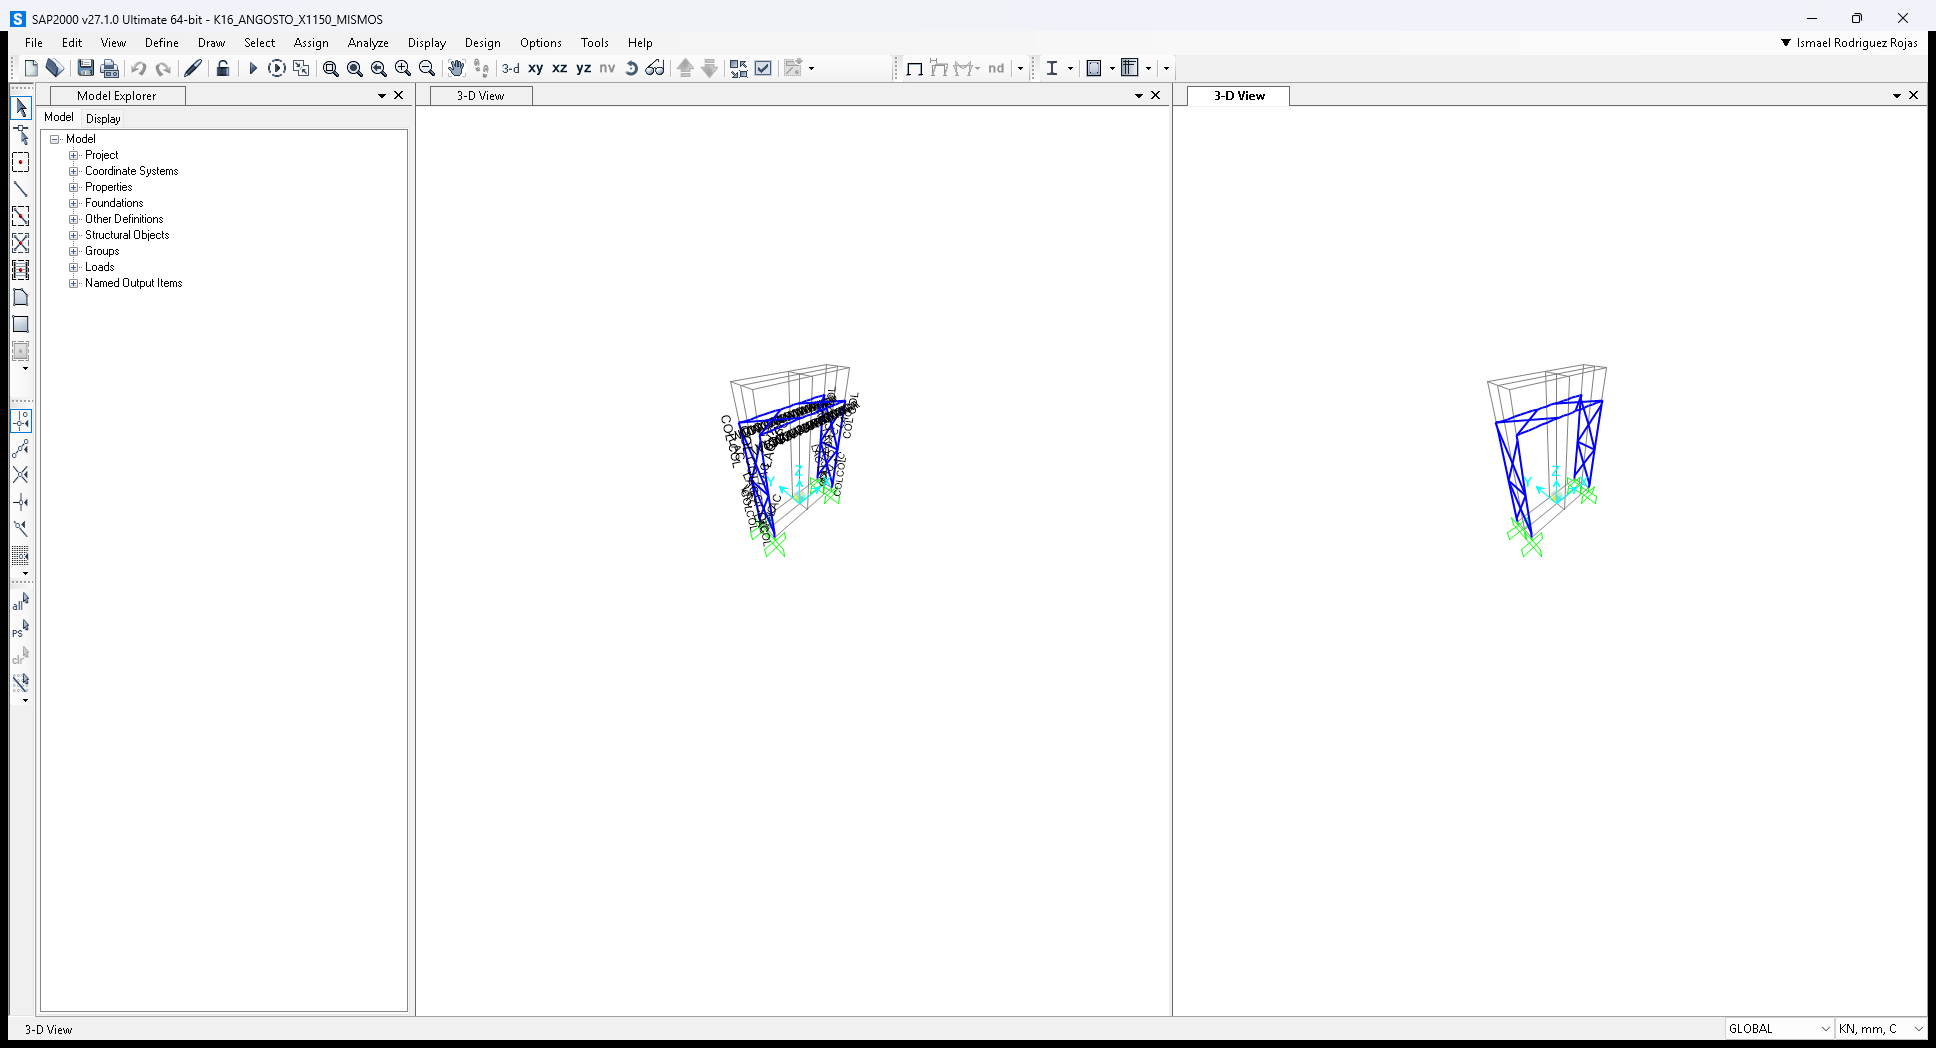 SAP2000 v27.1.0 Ultimate 64-bit - K16_ANGOSTO_X1150_MISMOS
File Edit View Define Draw Select Assign Analyze Display Design Options Tools Help
Ismael Rodriguez Rojas
3-d xy xz yz nv
nd
Model Explorer
3-D View
3-D View
Model Display
Model
Project
Coordinate Systems
Properties
Foundations
Other Definitions
Structural Objects
Groups
Loads
Named Output Items
all
PS
clr
Z
Y
Z
Y
3-D View
GLOBAL
KN, mm, C